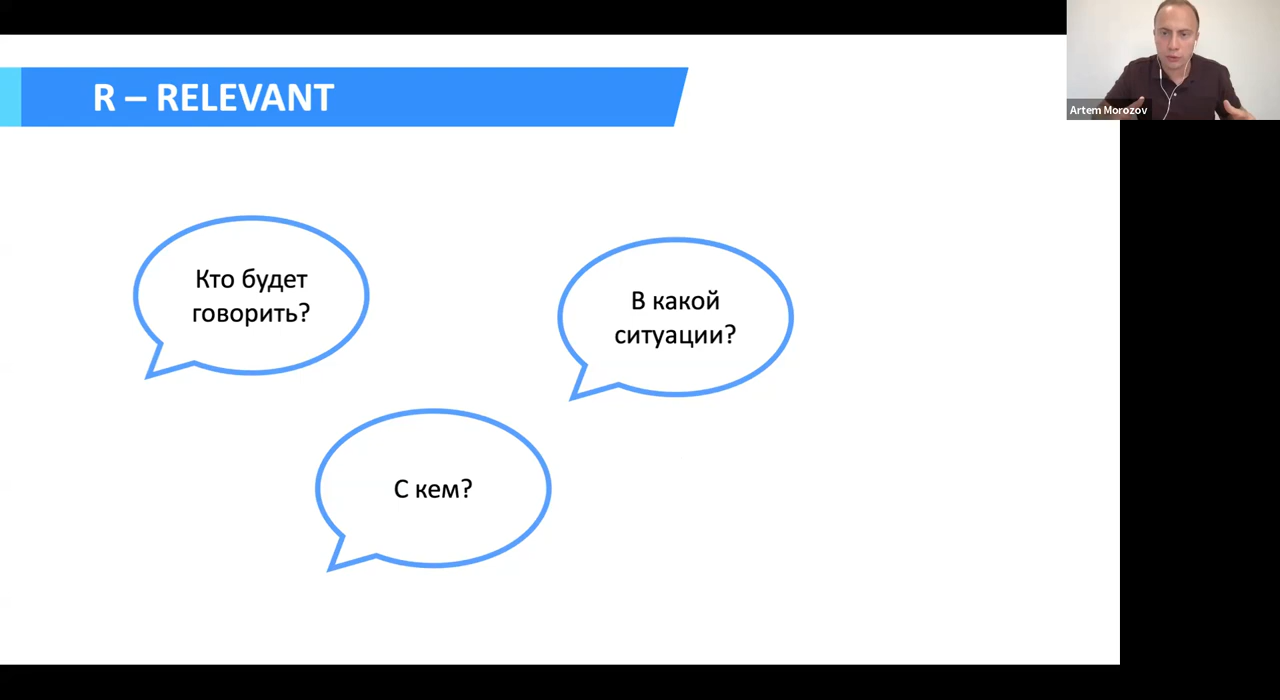 R – RELEVANT
Artem Morozov
Кто будет
говорить?
В какой
ситуации?
С кем?